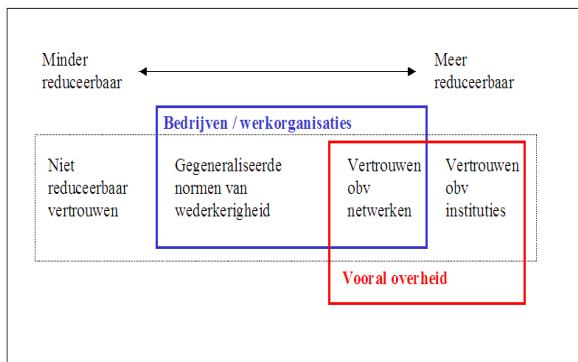 Minder
reduceerbaar
Meer
reduceerbaar
Bedrijven / werkorganisaties
Niet
reduceerbaar
vertrouwen
Gegeneraliseerde
normen van
wederkerigheid
Vertrouwen
obv
netwerken
Vertrouwen
obv
instituties
Vooral overheid